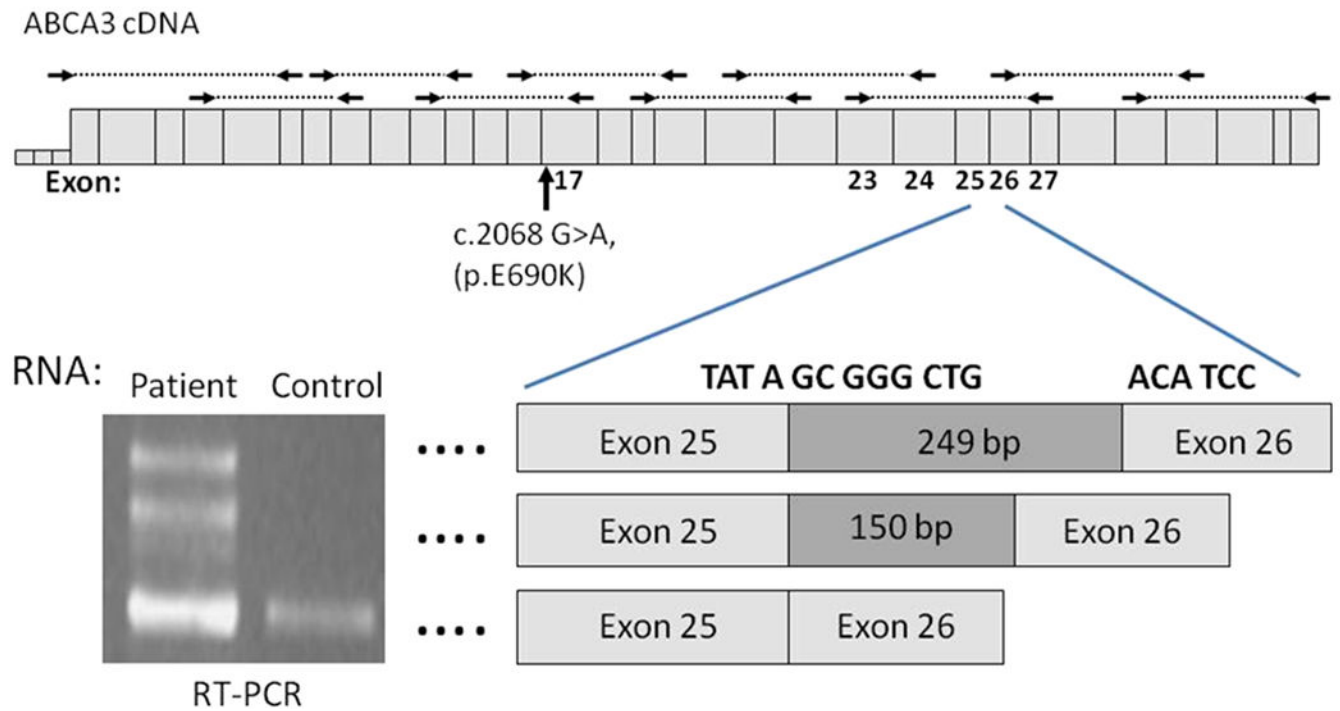 ABCA3 cDNA
Exon:
17
23 24 25 26 27
c.2068 G>A,
(p.E690K)
RNA:
Patient Control
TAT A GC GGG CTG ACA TCC
.... Exon 25 249 bp Exon 26
.... Exon 25 150 bp Exon 26
.... Exon 25 Exon 26
RT-PCR